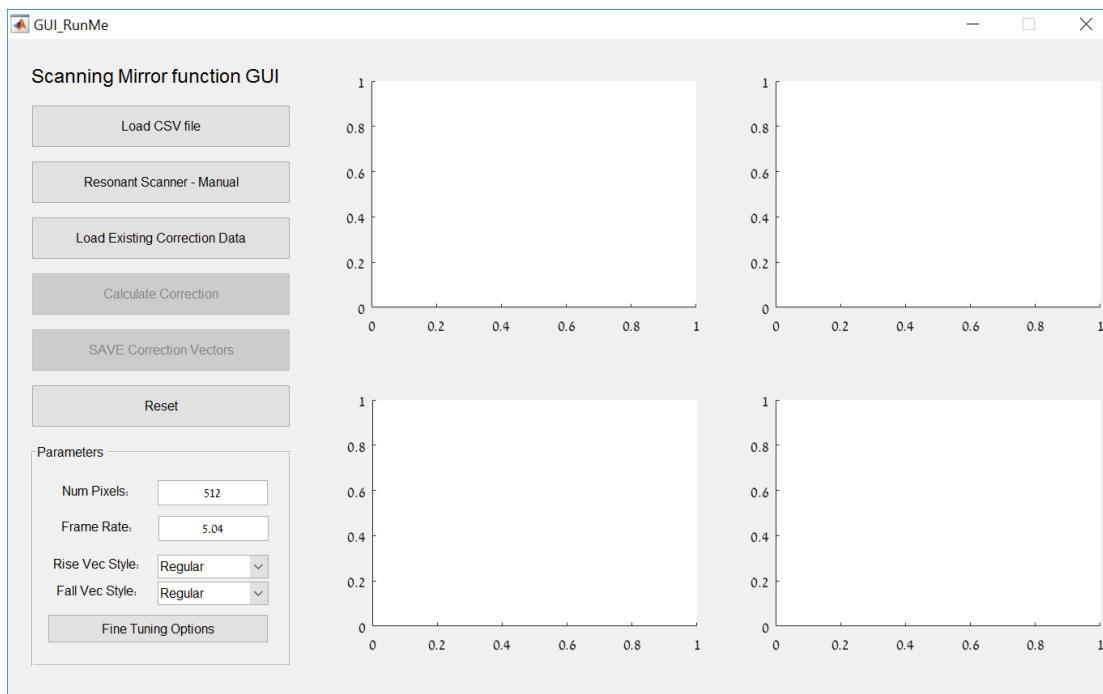 GUI_RunMe
Scanning Mirror function GUI
Load CSV file
Resonant Scanner - Manual
Load Existing Correction Data
Calculate Correction
SAVE Correction Vectors
Reset
Parameters
Num Pixels: 512
Frame Rate: 5.04
Rise Vec Style: Regular
Fall Vec Style: Regular
Fine Tuning Options
1
0.8
0.6
0.4
0.2
0
0 0.2 0.4 0.6 0.8 1
1
0.8
0.6
0.4
0.2
0
0 0.2 0.4 0.6 0.8 1
1
0.8
0.6
0.4
0.2
0
0 0.2 0.4 0.6 0.8 1
1
0.8
0.6
0.4
0.2
0
0 0.2 0.4 0.6 0.8 1